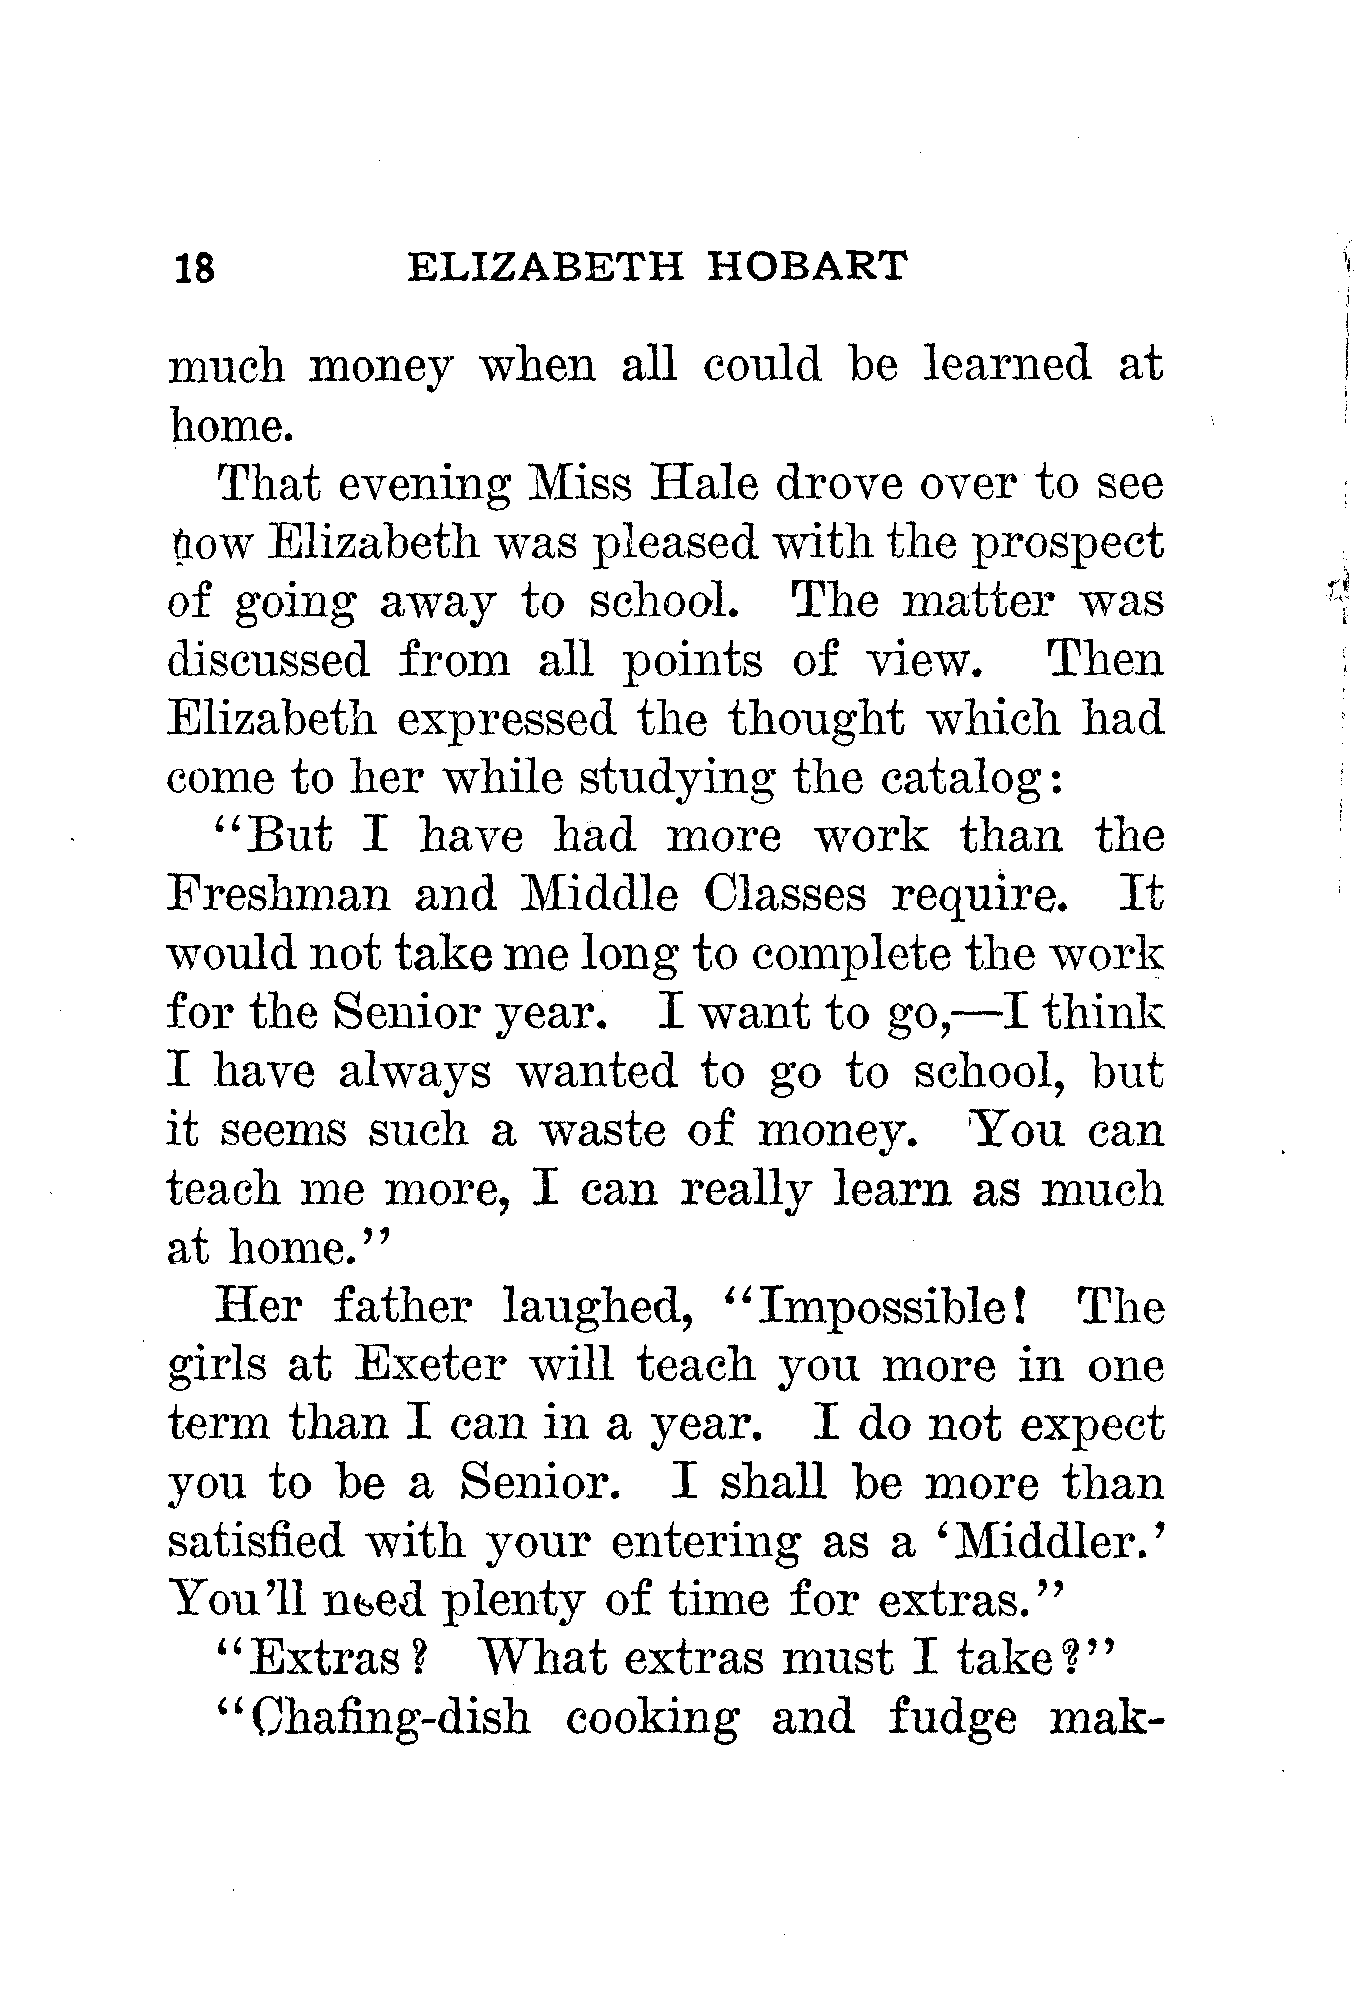 18 ELIZABETH HOBART
much money when all could be learned at
home.
That evening Miss Hale drove over to see
how Elizabeth was pleased with the prospect
of going away to school. The matter was
discussed from all points of view. Then
Elizabeth expressed the thought which had
come to her while studying the catalog:
“But I have had more work than the
Freshman and Middle Classes require. It
would not take me long to complete the work
for the Senior year. I want to go,—I think
I have always wanted to go to school, but
it seems such a waste of money. You can
teach me more, I can really learn as much
at home.”
Her father laughed, “Impossible! The
girls at Exeter will teach you more in one
term than I can in a year. I do not expect
you to be a Senior. I shall be more than
satisfied with your entering as a ‘Middler.’
You’ll need plenty of time for extras.”
“Extras? What extras must I take?”
“Chafing-dish cooking and fudge mak-